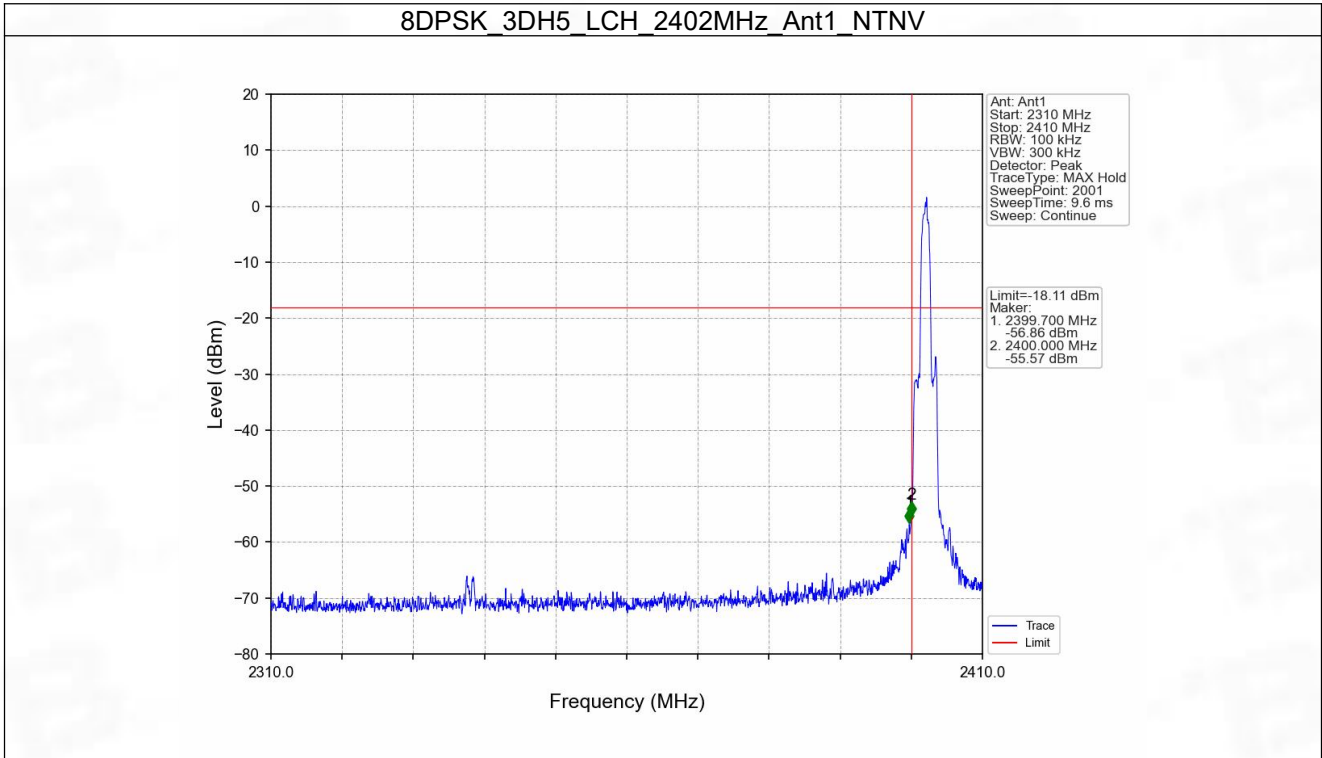 8DPSK_3DH5_LCH_2402MHz_Ant1_NTNV
20
10
0
−10
−20
−30
−40
−50
−60
−70
−80
Level (dBm)
2310.0
2410.0
Frequency (MHz)
2
Ant: Ant1
Start: 2310 MHz
Stop: 2410 MHz
RBW: 100 kHz
VBW: 300 kHz
Detector: Peak
TraceType: MAX Hold
SweepPoint: 2001
SweepTime: 9.6 ms
Sweep: Continue
Limit=-18.11 dBm
Maker:
1. 2399.700 MHz
-56.86 dBm
2. 2400.000 MHz
-55.57 dBm
Trace
Limit